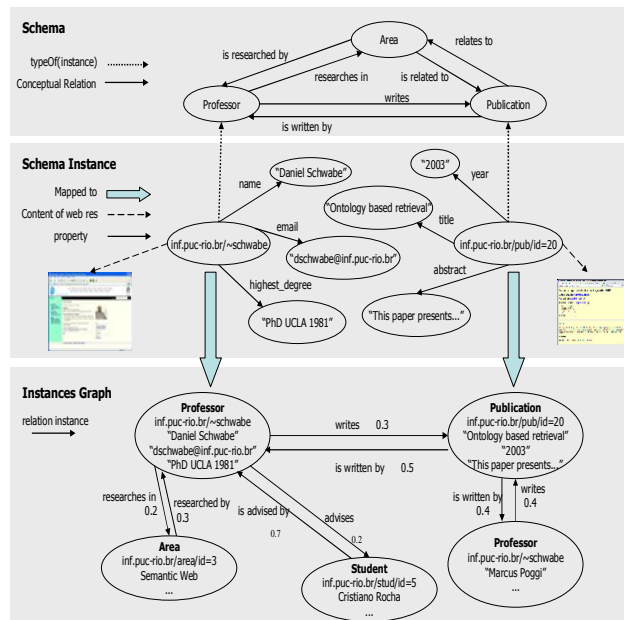 Schema
typeOf(instance)
Conceptual Relation
Area
is researched by
relates to
researches in
is related to
Professor
writes
Publication
is written by
Schema Instance
Mapped to
Content of web res
property
"Daniel Schwabe"
"2003"
name
year
"Ontology based retrieval"
title
inf.puc-rio.br/~schwabe
email
inf.puc-rio.br/pub/id=20
"dschwabe@inf.puc-rio.br"
abstract
highest_degree
"PhD UCLA 1981"
"This paper presents..."
Instances Graph
relation instance
Professor
inf.puc-rio.br/~schwabe
"Daniel Schwabe"
"dschwabe@inf.puc-rio.br"
"PhD UCLA 1981"
writes 0.3
is written by 0.5
Publication
inf.puc-rio.br/pub/id=20
"Ontology based retrieval"
"2003"
"This paper presents..."
researches in
0.2
researched by
0.3
is advised by
0.7
advises
0.2
is written by
0.4
writes
0.4
Area
inf.puc-rio.br/area/id=3
Semantic Web
...
Student
inf.puc-rio.br/stud/id=5
Cristiano Rocha
...
Professor
inf.puc-rio.br/~schwabe
"Marcus Poggi"
...